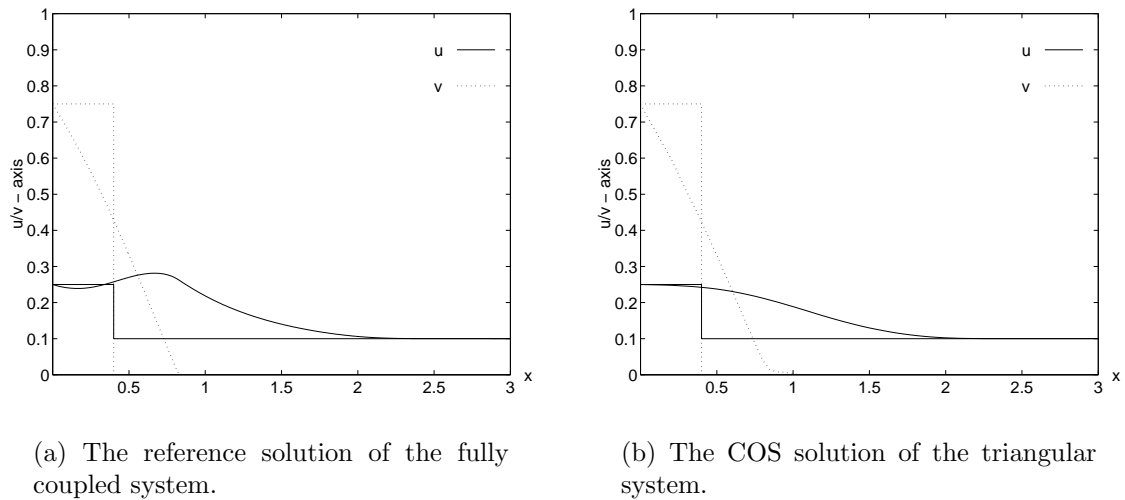 1
0.9
0.8
0.7
0.6
0.5
0.4
0.3
0.2
0.1
0
u/v − axis
u
v
0.5 1 1.5 2 2.5 3 x
1
0.9
0.8
0.7
0.6
0.5
0.4
0.3
0.2
0.1
0
u/v − axis
u
v
0.5 1 1.5 2 2.5 3 x
(a) The reference solution of the fully
coupled system.
(b) The COS solution of the triangular
system.